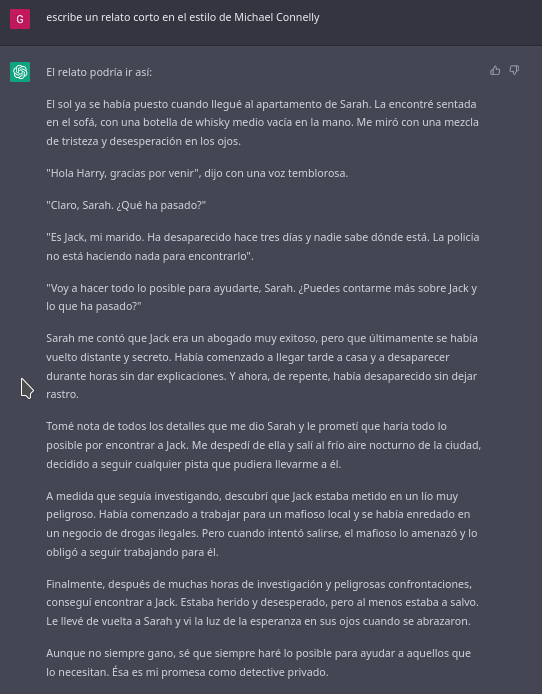 G
escribe un relato corto en el estilo de Michael Connelly
El relato podría ir así:
El sol ya se había puesto cuando llegué al apartamento de Sarah. La encontré sentada
en el sofá, con una botella de whisky medio vacía en la mano. Me miró con una mezcla
de tristeza y desesperación en los ojos.
"Hola Harry, gracias por venir", dijo con una voz temblorosa.
"Claro, Sarah. ¿Qué ha pasado?"
"Es Jack, mi marido. Ha desaparecido hace tres días y nadie sabe dónde está. La policía
no está haciendo nada para encontrarlo".
"Voy a hacer todo lo posible para ayudarte, Sarah. ¿Puedes contarme más sobre Jack y
lo que ha pasado?"
Sarah me contó que Jack era un abogado muy exitoso, pero que últimamente se había
vuelto distante y secreto. Había comenzado a llegar tarde a casa y a desaparecer
durante horas sin dar explicaciones. Y ahora, de repente, había desaparecido sin dejar
rastro.
Tomé nota de todos los detalles que me dio Sarah y le prometí que haría todo lo
posible por encontrar a Jack. Me despedí de ella y salí al frío aire nocturno de la ciudad,
decidido a seguir cualquier pista que pudiera llevarme a él.
A medida que seguía investigando, descubrí que Jack estaba metido en un lío muy
peligroso. Había comenzado a trabajar para un mafioso local y se había enredado en
un negocio de drogas ilegales. Pero cuando intentó salirse, el mafioso lo amenazó y lo
obligó a seguir trabajando para él.
Finalmente, después de muchas horas de investigación y peligrosas confrontaciones,
conseguí encontrar a Jack. Estaba herido y desesperado, pero al menos estaba a salvo.
Le llevé de vuelta a Sarah y vi la luz de la esperanza en sus ojos cuando se abrazaron.
Aunque no siempre gano, sé que siempre haré lo posible para ayudar a aquellos que
lo necesitan. Ésa es mi promesa como detective privado.